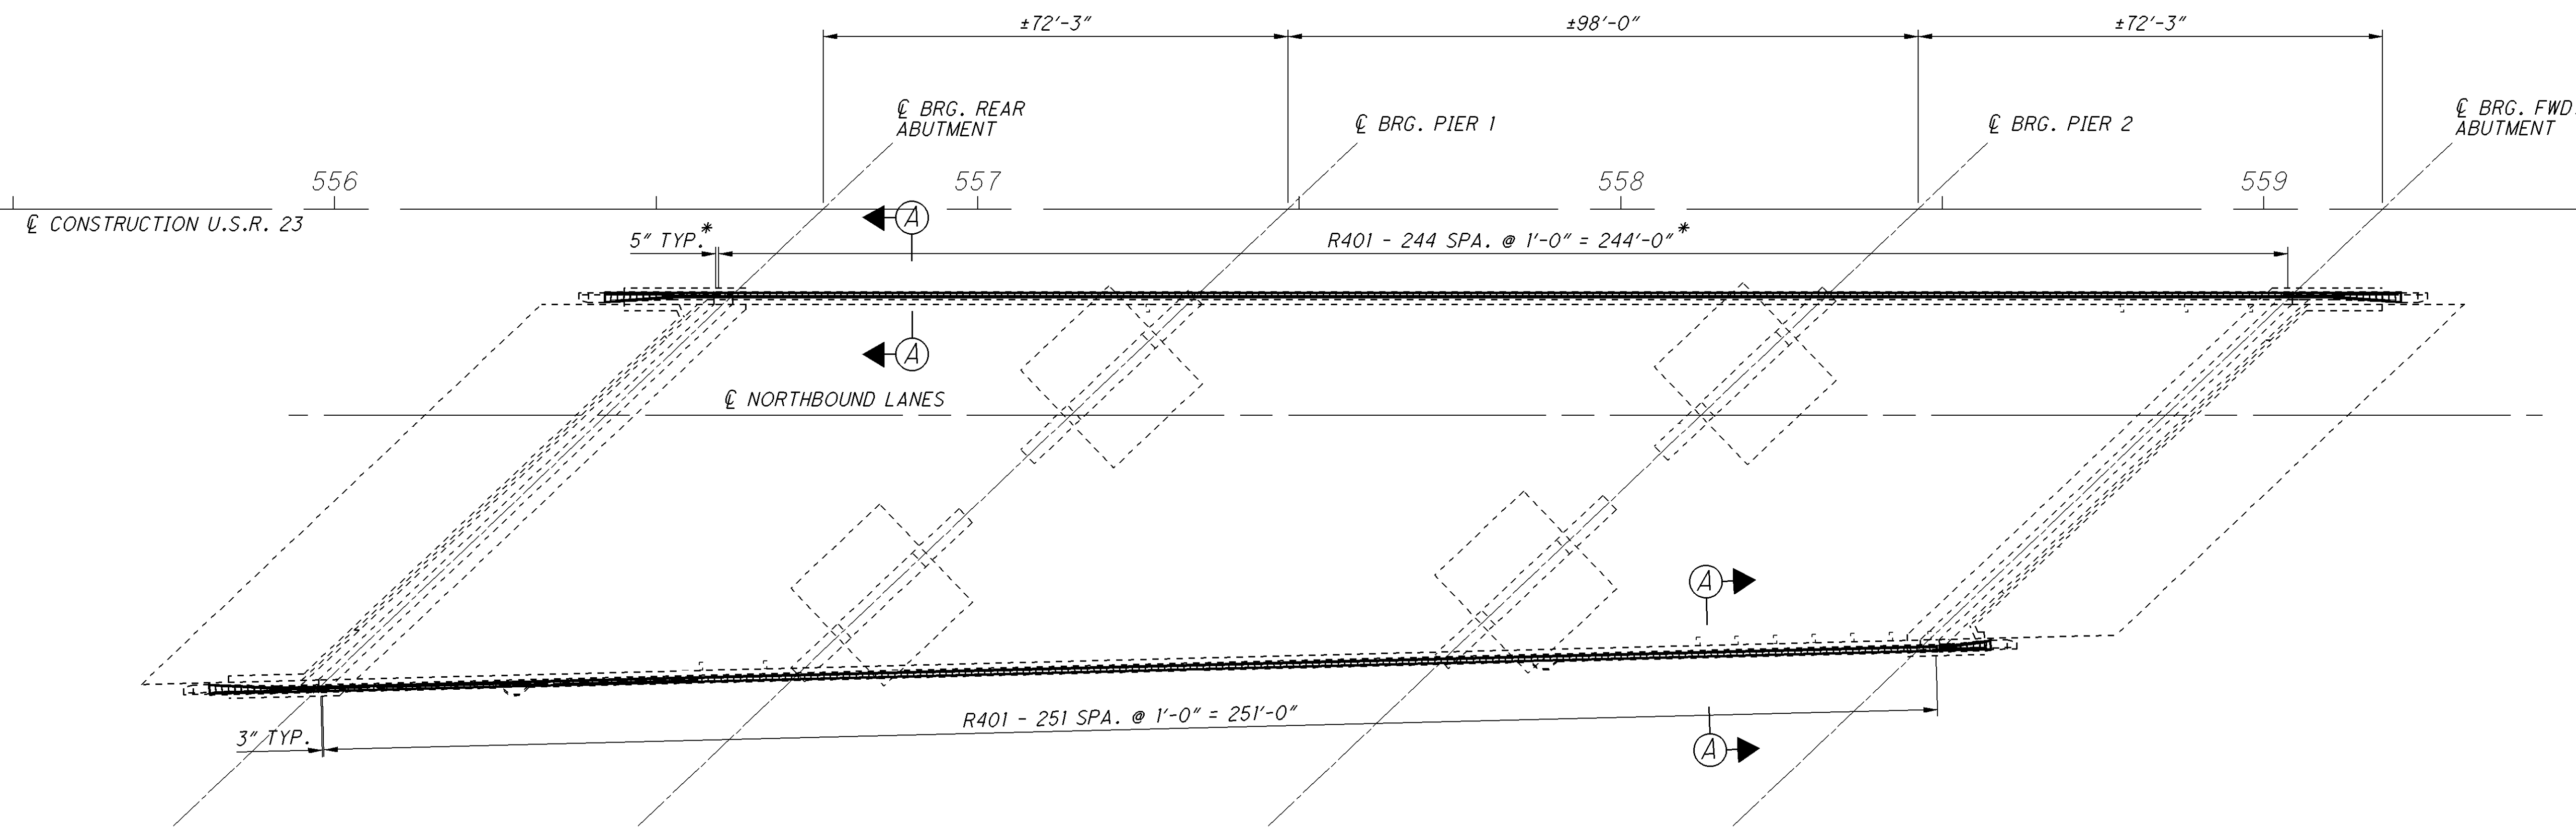 ±72'-3"
±98'-0"
±72'-3"
℄ BRG. REAR
ABUTMENT
℄ BRG. PIER 1
℄ BRG. PIER 2
℄ BRG. FWD.
ABUTMENT
556
557
558
559
℄ CONSTRUCTION U.S.R. 23
A
5" TYP.*
R401 - 244 SPA. @ 1'-0" = 244'-0"*
A
℄ NORTHBOUND LANES
A
R401 - 251 SPA. @ 1'-0" = 251'-0"
3" TYP.
A